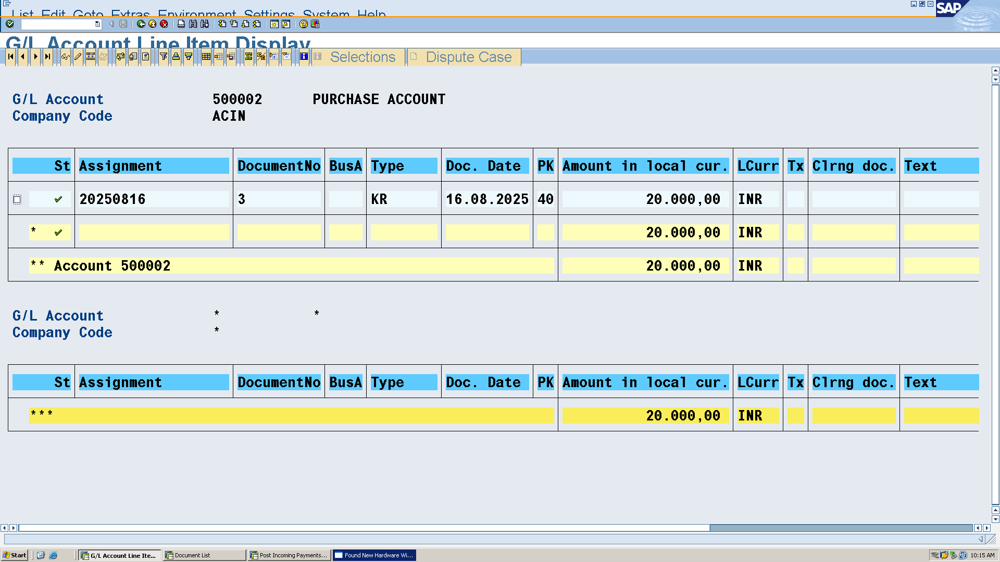 List Edit Goto Extras Environment Settings System Help
SAP
G/L Account Line Item Display
Selections Dispute Case
G/L Account 500002 PURCHASE ACCOUNT
Company Code ACIN
St Assignment DocumentNo BusA Type Doc. Date PK Amount in local cur. LCurr Tx Clrng doc. Text
20250816 3 KR 16.08.2025 40 20.000,00 INR
* 20.000,00 INR
** Account 500002 20.000,00 INR
G/L Account * *
Company Code *
St Assignment DocumentNo BusA Type Doc. Date PK Amount in local cur. LCurr Tx Clrng doc. Text
*** 20.000,00 INR
Start G/L Account Line Ite... Document List Post Incoming Payments... Found New Hardware Wi... 10:15 AM